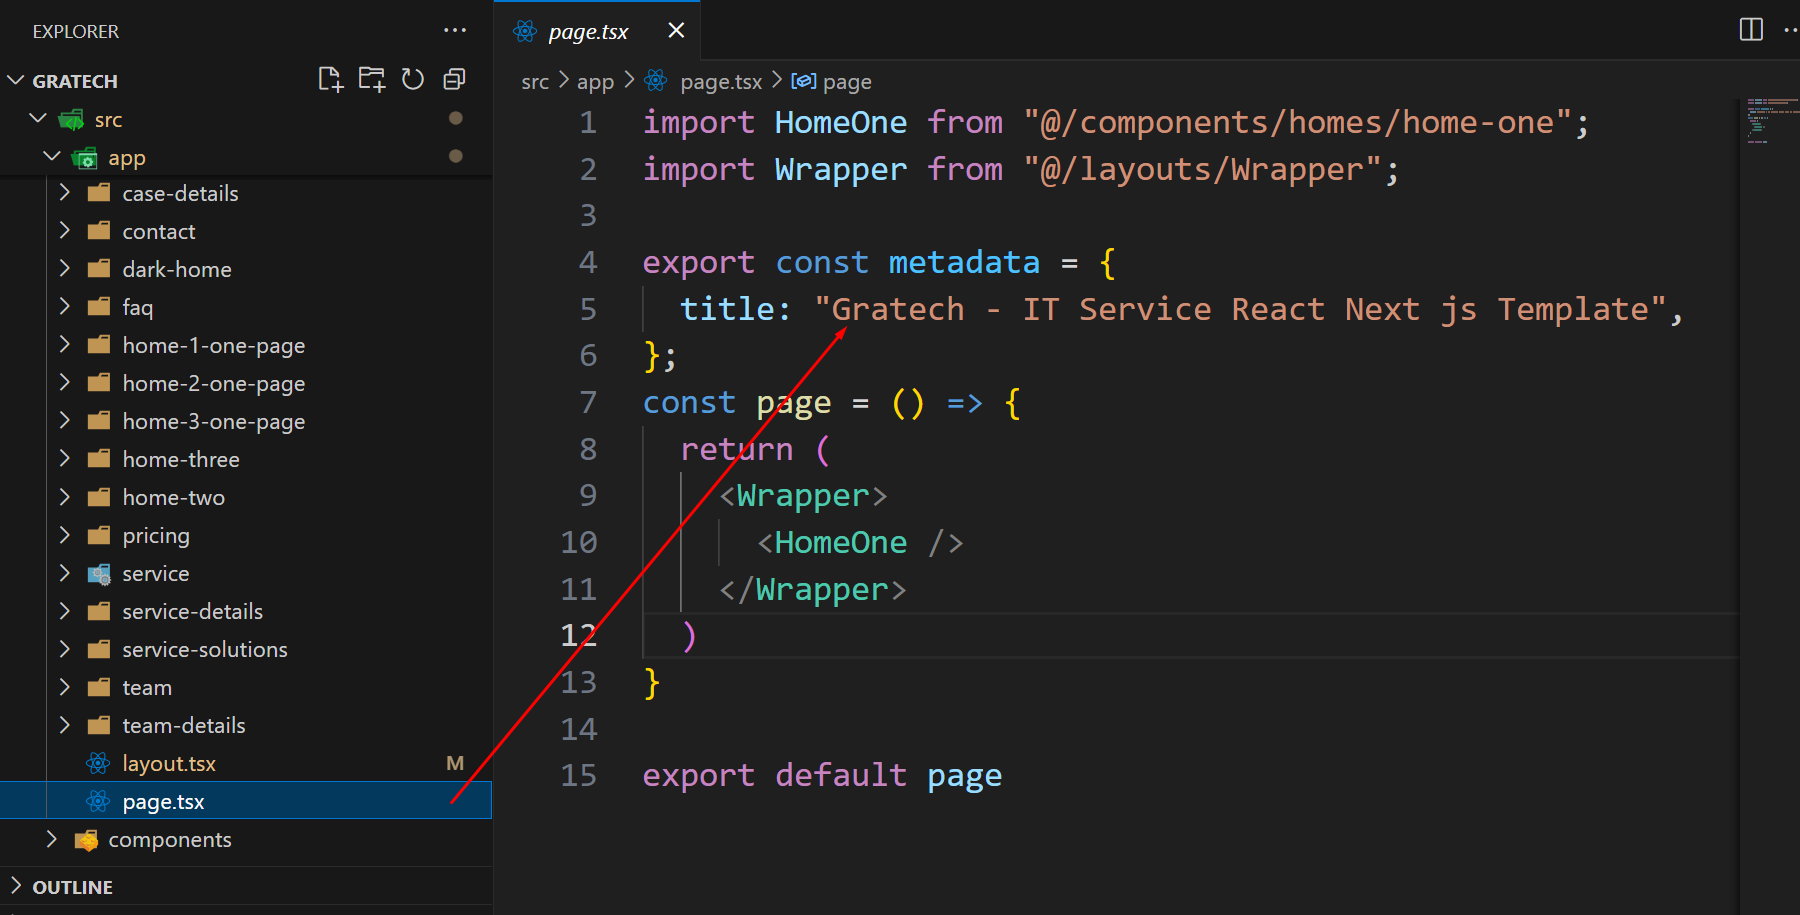 EXPLORER
GRATECH
src
app
case-details
contact
dark-home
faq
home-1-one-page
home-2-one-page
home-3-one-page
home-three
home-two
pricing
service
service-details
service-solutions
team
team-details
layout.tsx M
page.tsx
components
OUTLINE
page.tsx
src > app > page.tsx > page
1 import HomeOne from "@/components/homes/home-one";
2 import Wrapper from "@/layouts/Wrapper";
3
4 export const metadata = {
5 title: "Gratech - IT Service React Next js Template",
6 };
7 const page = () => {
8 return (
9 <Wrapper>
10 <HomeOne />
11 </Wrapper>
12 )
13 }
14
15 export default page